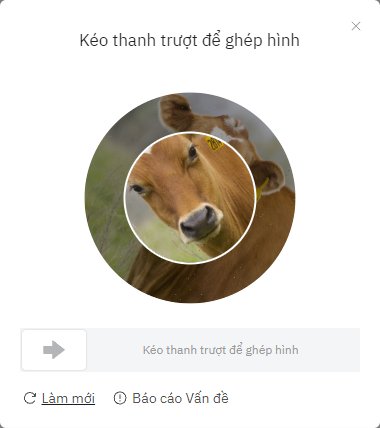 Kéo thanh trượt để ghép hình
Kéo thanh trượt để ghép hình
Làm mới
Báo cáo Vấn đề